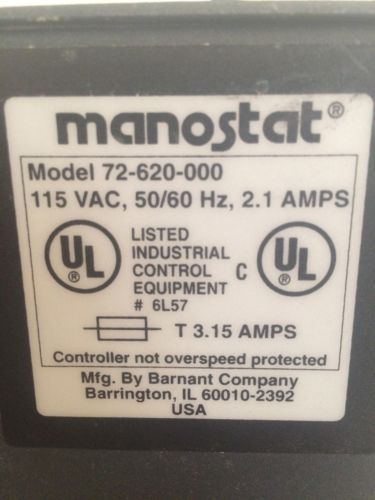 manostat®
Model 72-620-000
115 VAC, 50/60 Hz, 2.1 AMPS
UL LISTED INDUSTRIAL CONTROL EQUIPMENT # 6L57 C UL
T 3.15 AMPS
Controller not overspeed protected
Mfg. By Barnant Company
Barrington, IL 60010-2392
USA